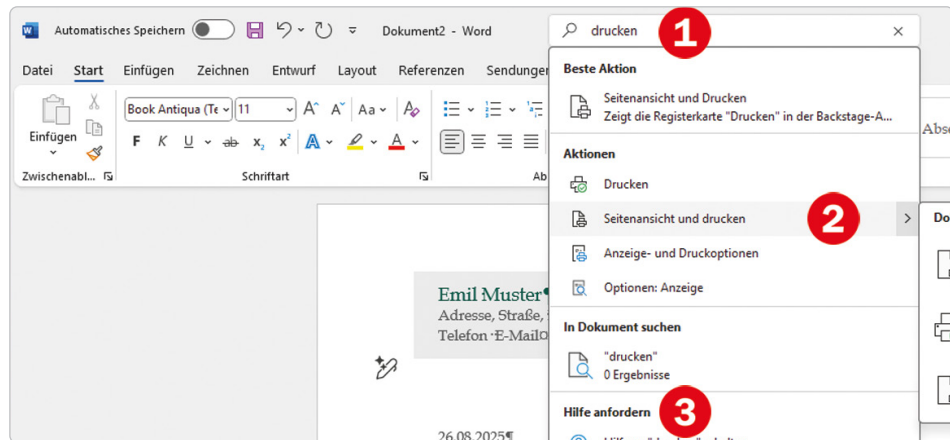 Automatisches Speichern
Dokument2 - Word
drucken
1
Datei Start Einfügen Zeichnen Entwurf Layout Referenzen
Beste Aktion
Seitenansicht und Drucken
Zeigt die Registerkarte "Drucken" in der Backstage-A...
Book Antiqua (Te
11
Aa
Einfügen
F K U ab x₂ x² A A
Zwischenabl...
Schriftart
Aktionen
Drucken
Seitenansicht und drucken
2
Anzeige- und Druckoptionen
Optionen: Anzeige
In Dokument suchen
"drucken"
0 Ergebnisse
Hilfe anfordern
3
Emil Muster¶
Adresse, Straße,
Telefon·E-Mail¤
26.08.2025¶